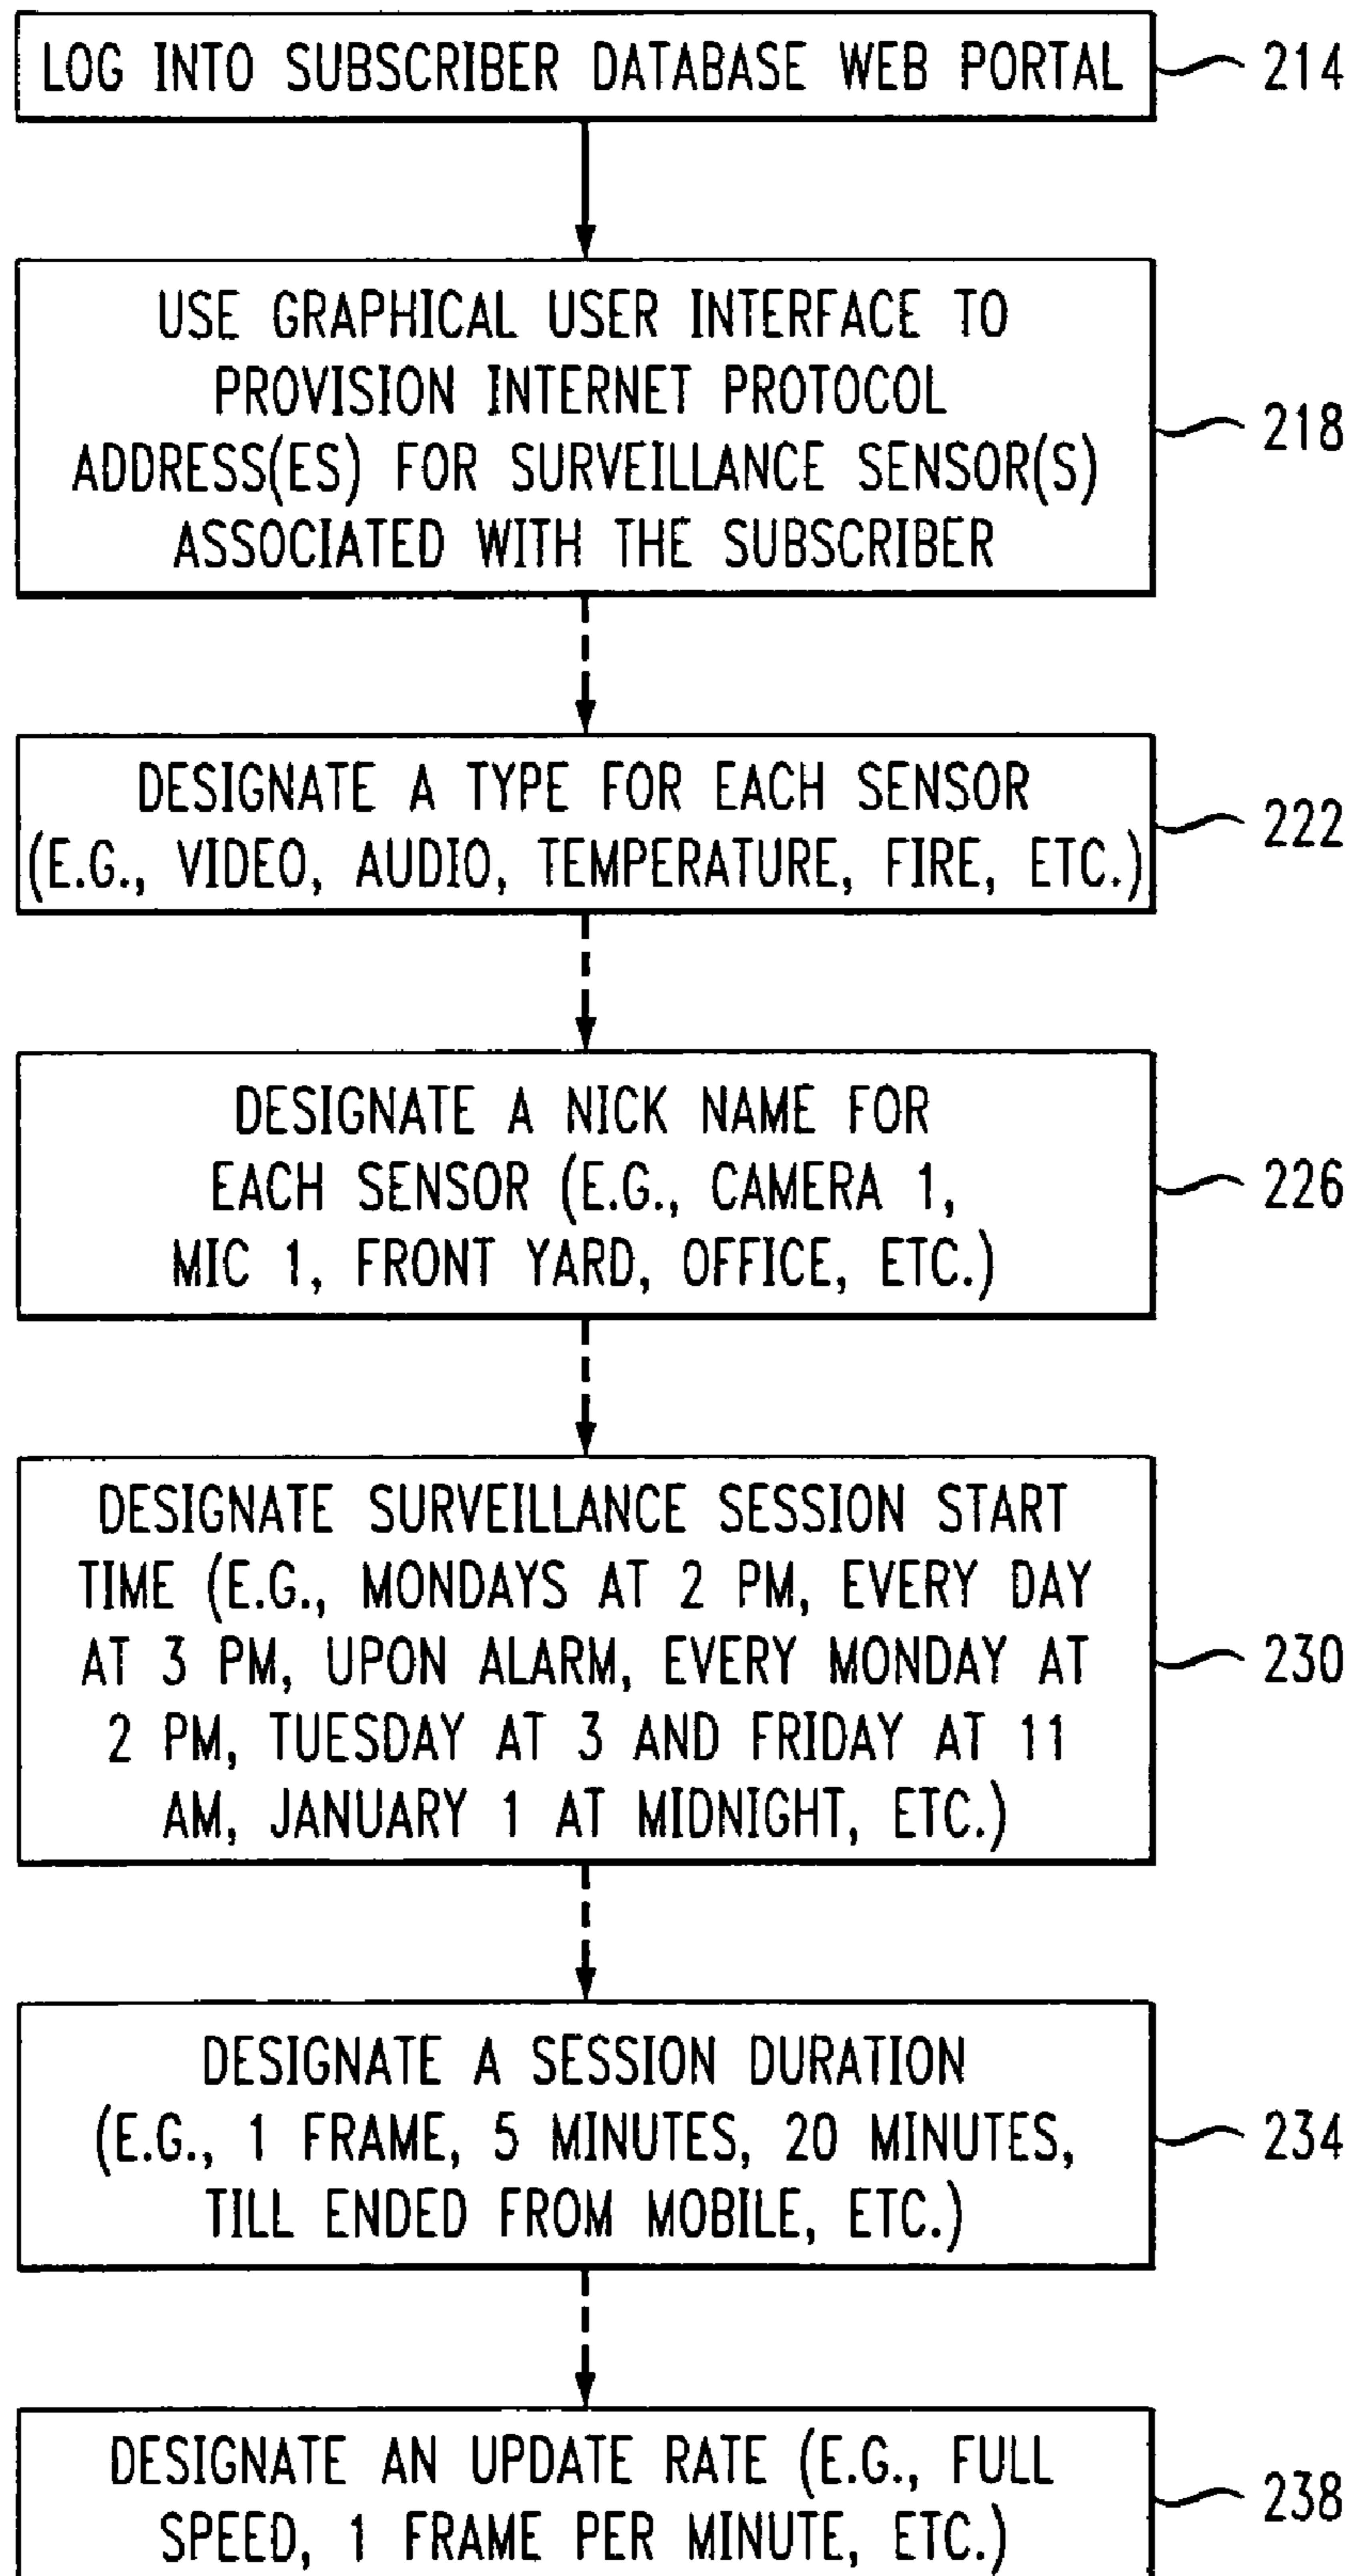 LOG INTO SUBSCRIBER DATABASE WEB PORTAL
214
USE GRAPHICAL USER INTERFACE TO
PROVISION INTERNET PROTOCOL
ADDRESS(ES) FOR SURVEILLANCE SENSOR(S)
ASSOCIATED WITH THE SUBSCRIBER
218
DESIGNATE A TYPE FOR EACH SENSOR
(E.G., VIDEO, AUDIO, TEMPERATURE, FIRE, ETC.)
222
DESIGNATE A NICK NAME FOR
EACH SENSOR (E.G., CAMERA 1,
MIC 1, FRONT YARD, OFFICE, ETC.)
226
DESIGNATE SURVEILLANCE SESSION START
TIME (E.G., MONDAYS AT 2 PM, EVERY DAY
AT 3 PM, UPON ALARM, EVERY MONDAY AT
2 PM, TUESDAY AT 3 AND FRIDAY AT 11
AM, JANUARY 1 AT MIDNIGHT, ETC.)
230
DESIGNATE A SESSION DURATION
(E.G., 1 FRAME, 5 MINUTES, 20 MINUTES,
TILL ENDED FROM MOBILE, ETC.)
234
DESIGNATE AN UPDATE RATE (E.G., FULL
SPEED, 1 FRAME PER MINUTE, ETC.)
238